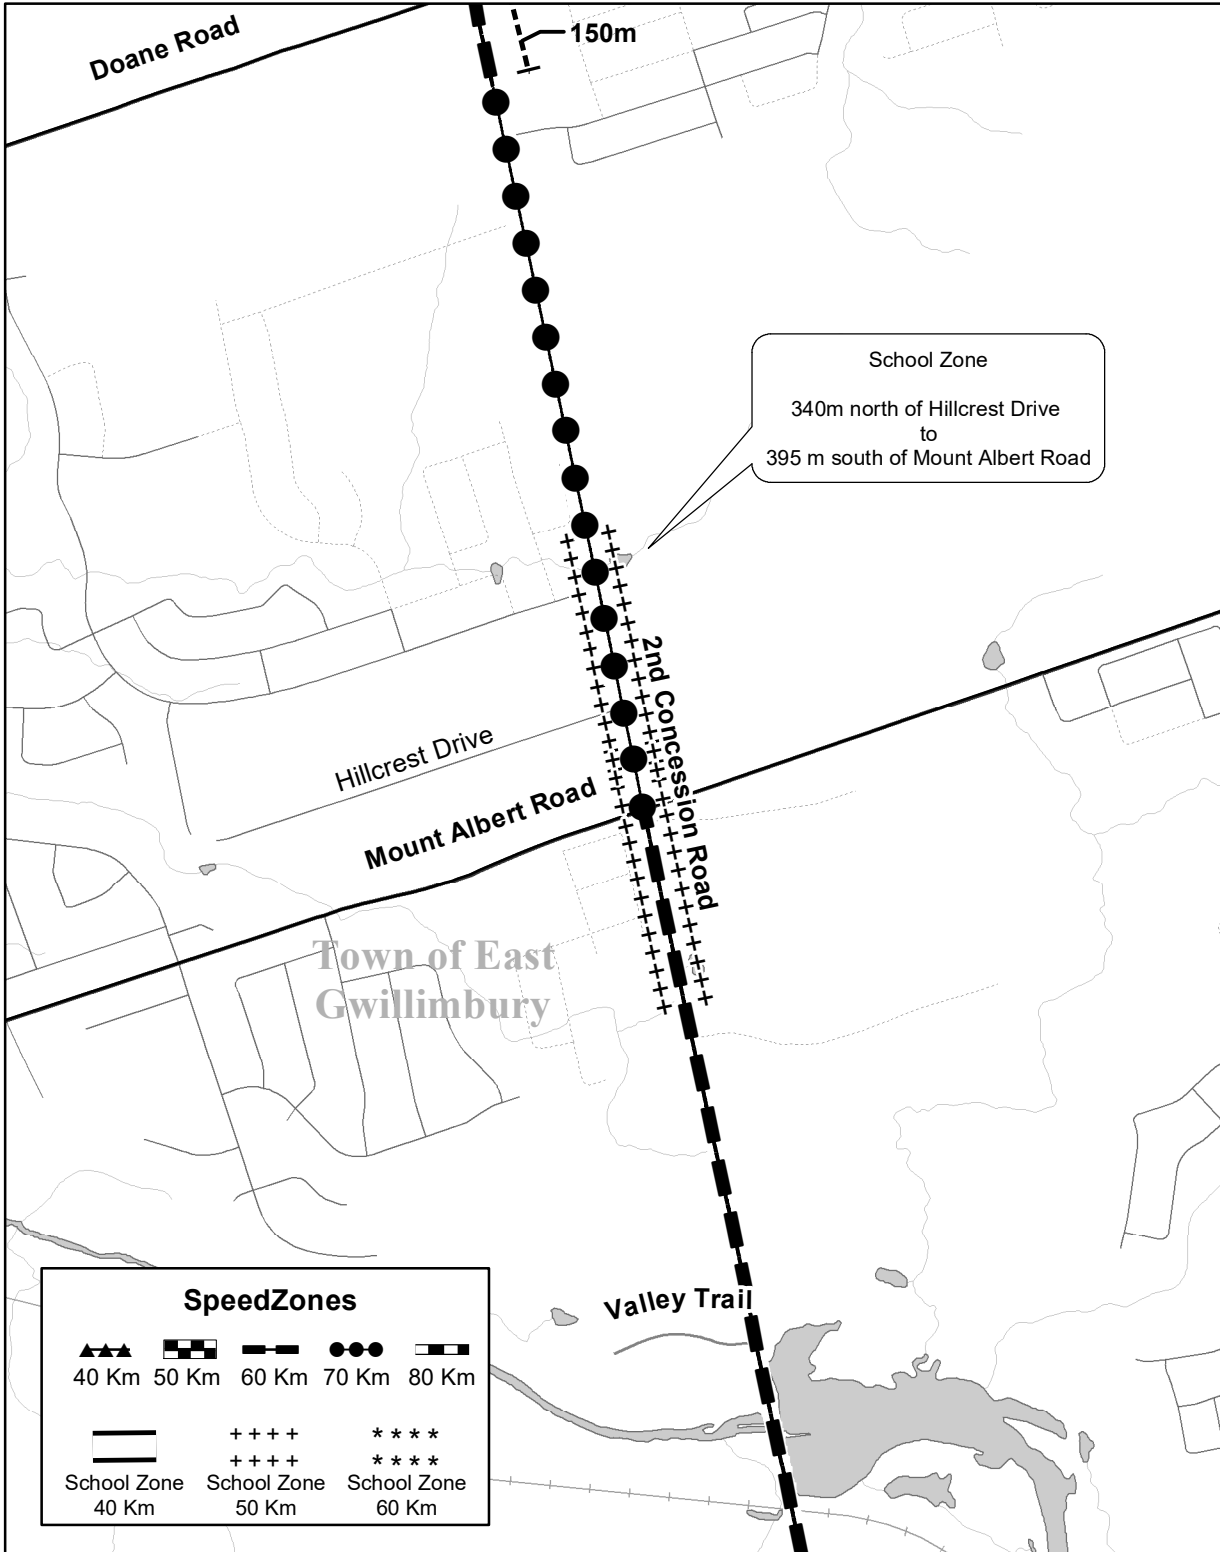 Doane Road
150m
School Zone
340m north of Hillcrest Drive
to
395 m south of Mount Albert Road
2nd Concession Road
Hillcrest Drive
Mount Albert Road
Town of East
Gwillimbury
Valley Trail
SpeedZones
40 Km 50 Km 60 Km 70 Km 80 Km
School Zone School Zone School Zone
40 Km 50 Km 60 Km